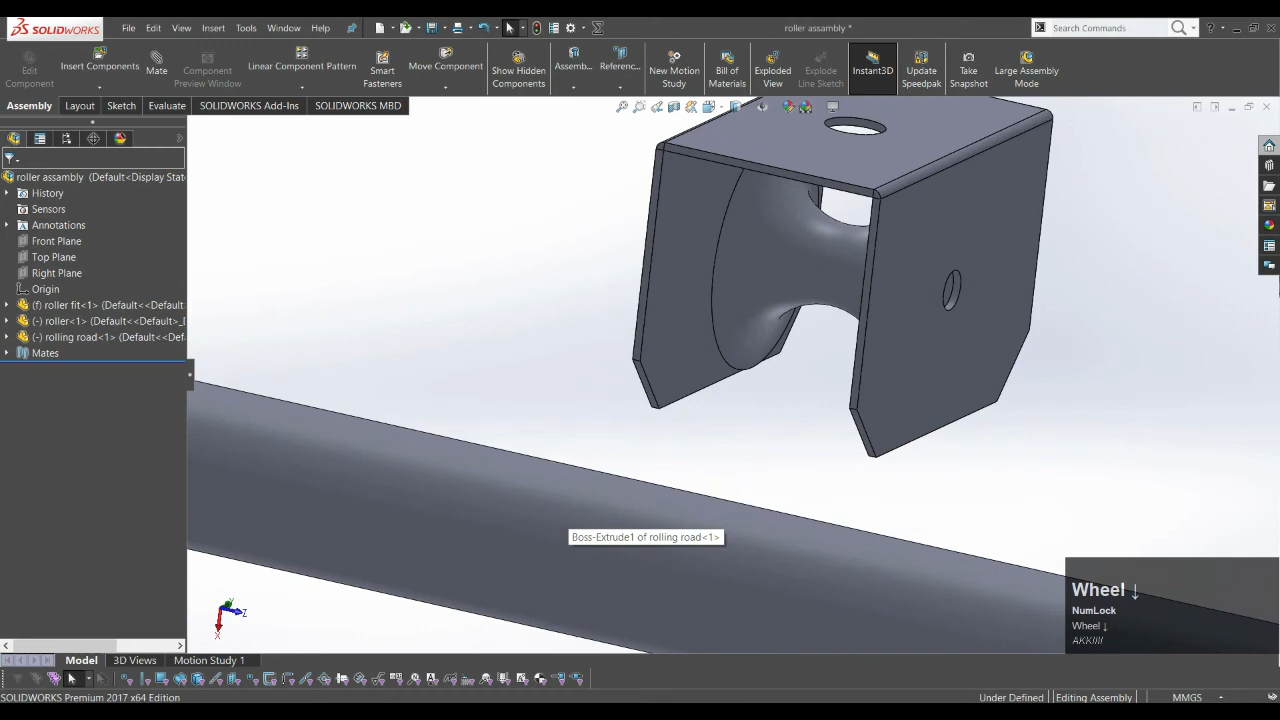 SOLIDWORKS
File Edit View Insert Tools Window Help
roller assembly *
Search Commands
Edit Component
Insert Components
Mate
Component Preview Window
Linear Component Pattern
Smart Fasteners
Move Component
Show Hidden Components
Assemb...
Referenc...
New Motion Study
Bill of Materials
Exploded View
Explode Line Sketch
Instant3D
Update Speedpak
Take Snapshot
Large Assembly Mode
Assembly Layout Sketch Evaluate SOLIDWORKS Add-Ins SOLIDWORKS MBD
roller assembly (Default<Display Stat
History
Sensors
Annotations
Front Plane
Top Plane
Right Plane
Origin
(f) roller fit<1> (Default<<Default
(-) roller<1> (Default<<Default>_[
(-) rolling road<1> (Default<<Def
Mates
Boss-Extrude1 of rolling road<1>
Wheel ↓
NumLock
Wheel ↓
AKKIIII
Y
Z
X
Model 3D Views Motion Study 1
SOLIDWORKS Premium 2017 x64 Edition
Under Defined Editing Assembly MMGS